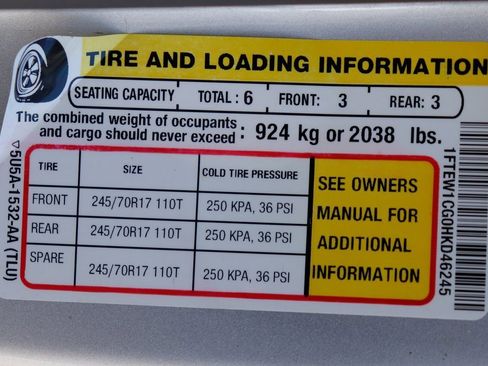 TIRE AND LOADING INFORMATION
SEATING CAPACITY TOTAL : 6 FRONT: 3 REAR: 3
The combined weight of occupants
and cargo should never exceed : 924 kg or 2038 lbs.
TIRE SIZE COLD TIRE PRESSURE
FRONT 245/70R17 110T 250 KPA, 36 PSI
REAR 245/70R17 110T 250 KPA, 36 PSI
SPARE 245/70R17 110T 250 KPA, 36 PSI
SEE OWNERS
MANUAL FOR
ADDITIONAL
INFORMATION
▽5U5A-1532-AA (TLU)
1FTEW1CG0HKD46245